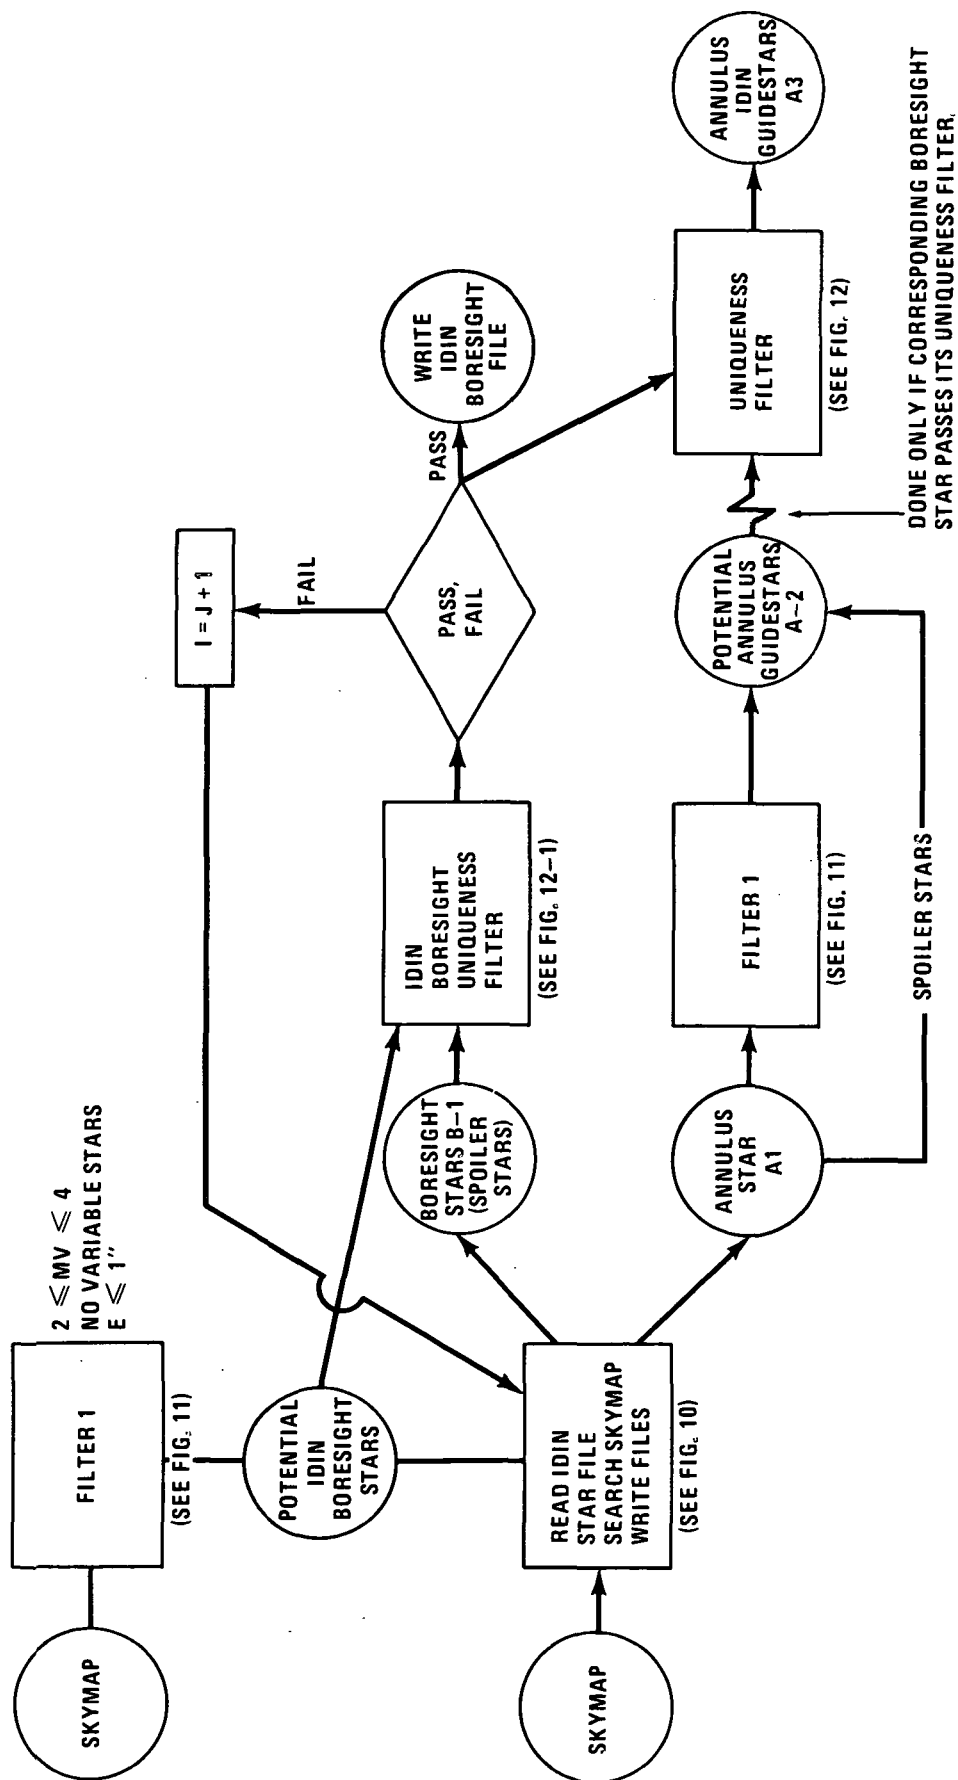 SKYMAP
FILTER 1
(SEE FIG. 11)
2 ≤ MV ≤ 4
NO VARIABLE STARS
E ≤ 1″
POTENTIAL
IDIN
BORESIGHT
STARS
I = J + 1
FAIL
SKYMAP
READ IDIN
STAR FILE
SEARCH SKYMAP
WRITE FILES
(SEE FIG. 10)
BORESIGHT
STARS B-1
(SPOILER
STARS)
IDIN
BORESIGHT
UNIQUENESS
FILTER
(SEE FIG. 12-1)
PASS,
FAIL
PASS
WRITE
IDIN
BORESIGHT
FILE
ANNULUS
STAR
A1
FILTER 1
(SEE FIG. 11)
POTENTIAL
ANNULUS
GUIDESTARS
A-2
SPOILER STARS
UNIQUENESS
FILTER
(SEE FIG. 12)
ANNULUS
IDIN
GUIDESTARS
A3
DONE ONLY IF CORRESPONDING BORESIGHT
STAR PASSES ITS UNIQUENESS FILTER.